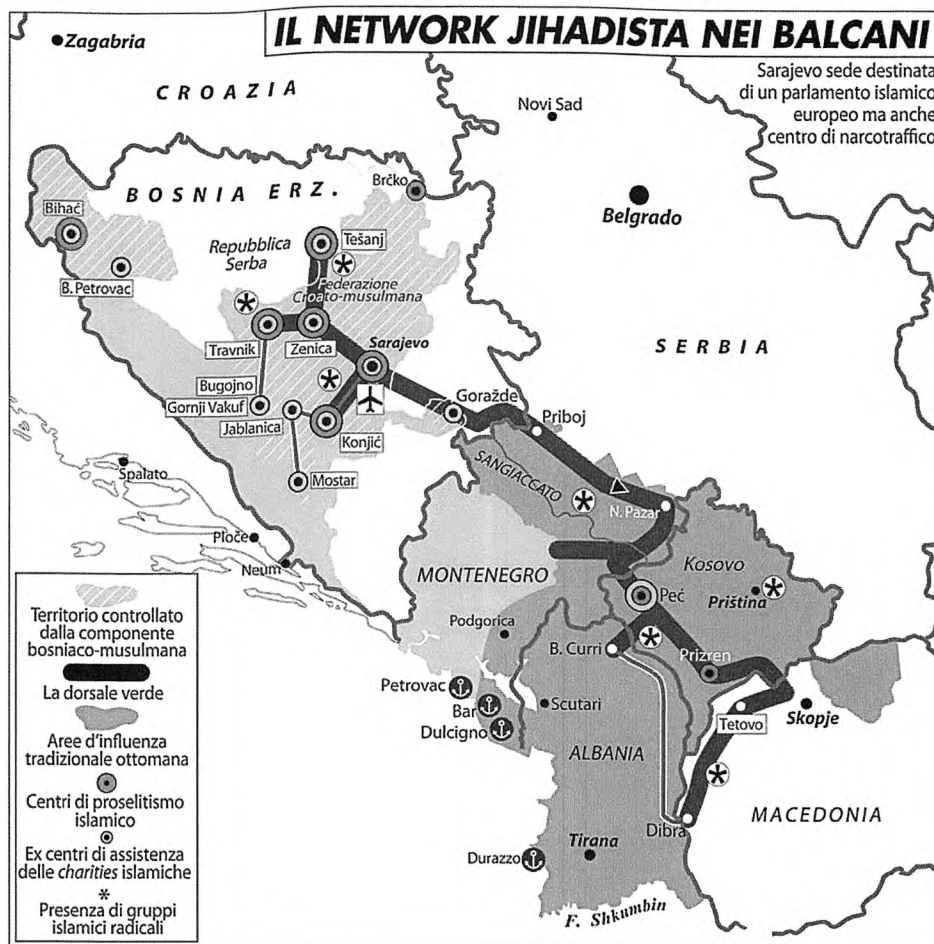 IL NETWORK JIHADISTA NEI BALCANI
Sarajevo sede destinata
di un parlamento islamico
europeo ma anche
centro di narcotraffico
Zagabria
CROAZIA
Novi Sad
BOSNIA ERZ.
Brčko
Bihać
Belgrado
Tešanj
Repubblica
Serba
B. Petrovac
Federazione
Croato-musulmana
Travnik
Zenica
Sarajevo
SERBIA
Bugojno
Gornji Vakuf
Jablanica
Goražde
Priboj
Konjić
Mostar
Spalato
SANGIACCATO
N. Pazar
Ploče
Neum
MONTENEGRO
Kosovo
Peć
Priština
Podgorica
B. Curri
Prizren
Petrovac
Bar
Dulcigno
Scutari
Tetovo
Skopje
ALBANIA
MACEDONIA
Dibra
Tirana
Durazzo
F. Shkumbin
Territorio controllato
dalla componente
bosniaco-musulmana
La dorsale verde
Aree d'influenza
tradizionale ottomana
Centri di proselitismo
islamico
Ex centri di assistenza
delle charities islamiche
*
Presenza di gruppi
islamici radicali